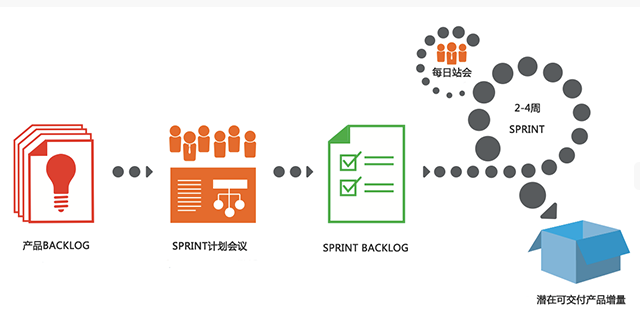 每日站会
2-4周
SPRINT
产品BACKLOG
SPRINT计划会议
SPRINT BACKLOG
潜在可交付产品增量